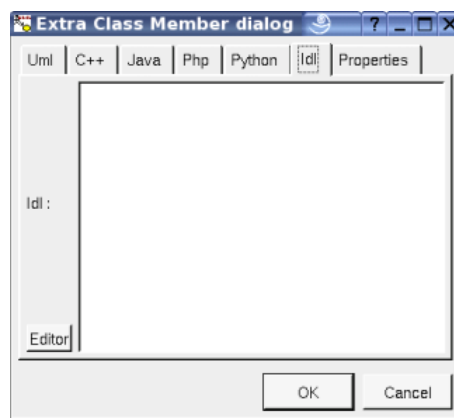 Extra Class Member dialog
Uml C++ Java Php Python Idl Properties
Idl :
Editor
OK Cancel